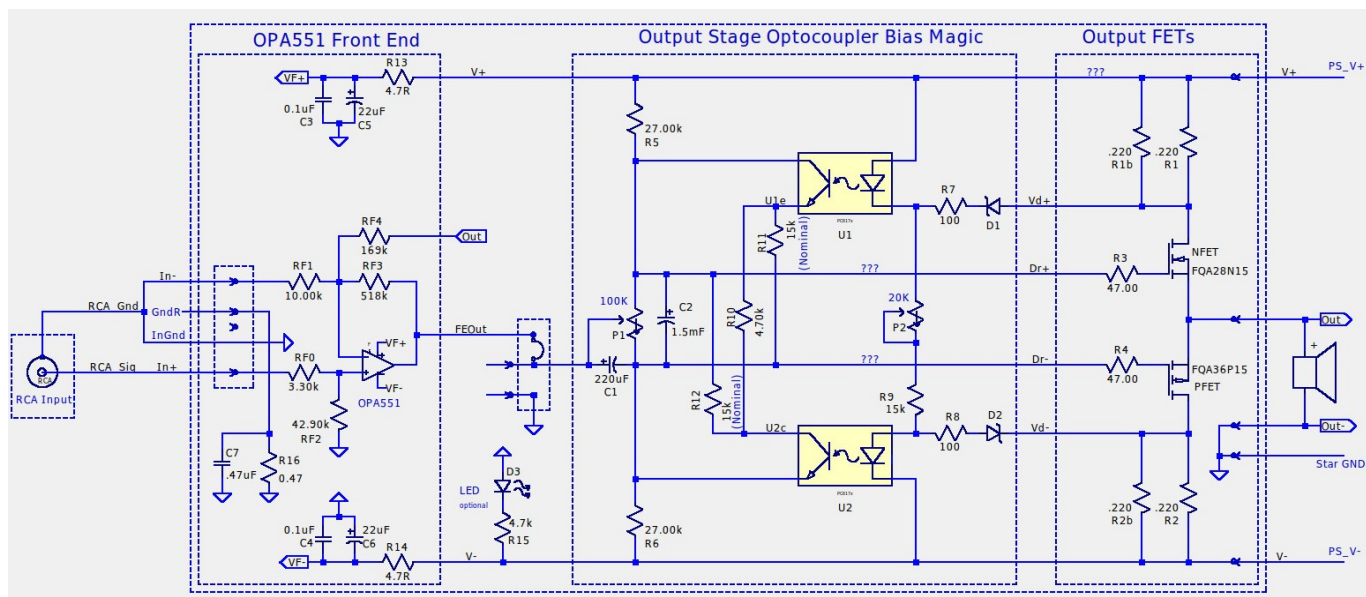 OPA551 Front End
Output Stage Optocoupler Bias Magic
Output FETs
VF+
R13
4.7R
V+
???
V+
PS_V+
0.1uF
C3
22uF
C5
27.00k
R5
.220
R1b
.220
R1
U1e
U1
R11
15k
(Nominal)
R7
100
D1
Vd+
RF4
169k
Out
In-
RF1
10.00k
RF3
518k
???
Dr+
R3
47.00
NFET
FQA28N15
RCA_Gnd
GndR
InGnd
100K
P1
C2
1.5mF
R10
4.70k
20K
P2
FEOut
VF+
VF-
OPA551
Out
RCA
RCA Input
RCA_Sig
In+
RF0
3.30k
220uF
C1
???
Dr-
R4
47.00
FQA36P15
PFET
42.90k
RF2
R12
15k
(Nominal)
R9
15k
U2c
R8
100
D2
Vd-
Out-
Star GND
C7
.47uF
R16
0.47
LED
optional
D3
4.7k
R15
U2
27.00k
R6
.220
R2b
.220
R2
0.1uF
C4
22uF
C6
VF-
R14
4.7R
V-
V-
PS_V-